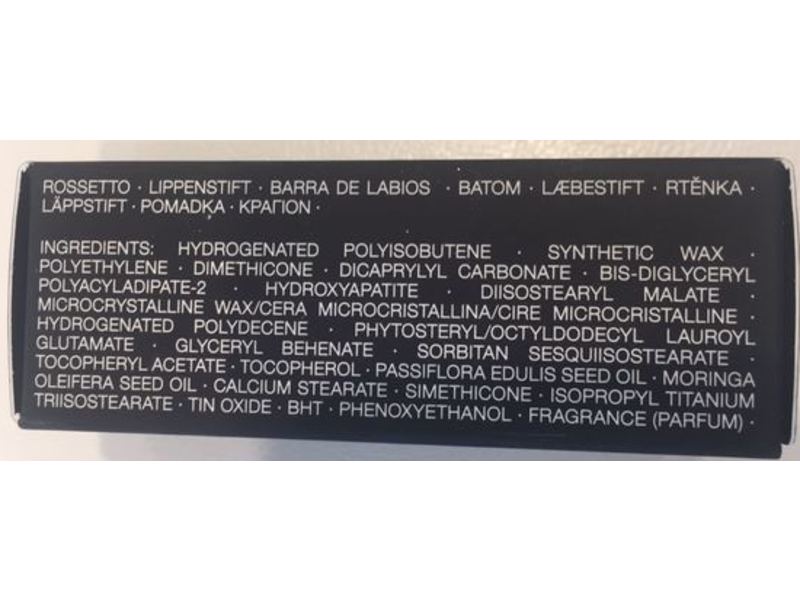 ROSSETTO · LIPPENSTIFT · BARRA DE LABIOS · BATOM · LÆBESTIFT · RTĚNKA ·
LÄPPSTIFT · POMADĶA · ΚΡΑΓΙΟΝ ·
INGREDIENTS: HYDROGENATED POLYISOBUTENE · SYNTHETIC WAX ·
POLYETHYLENE · DIMETHICONE · DICAPRYLYL CARBONATE · BIS-DIGLYCERYL
POLYACYLADIPATE-2 · HYDROXYAPATITE · DIISOSTEARYL MALATE ·
MICROCRYSTALLINE WAX/CERA MICROCRISTALLINA/CIRE MICROCRISTALLINE ·
HYDROGENATED POLYDECENE · PHYTOSTERYL/OCTYLDODECYL LAUROYL
GLUTAMATE · GLYCERYL BEHENATE · SORBITAN SESQUIISOSTEARATE ·
TOCOPHERYL ACETATE · TOCOPHEROL · PASSIFLORA EDULIS SEED OIL · MORINGA
OLEIFERA SEED OIL · CALCIUM STEARATE · SIMETHICONE · ISOPROPYL TITANIUM
TRIISOSTEARATE · TIN OXIDE · BHT · PHENOXYETHANOL · FRAGRANCE (PARFUM) ·